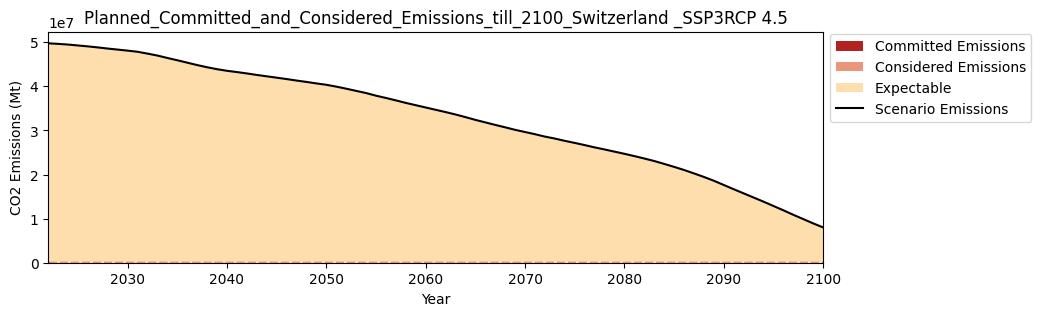 Planned_Committed_and_Considered_Emissions_till_2100_Switzerland _SSP3RCP 4.5
1e7
5
4
3
2
1
0
CO2 Emissions (Mt)
2030 2040 2050 2060 2070 2080 2090 2100
Year
Committed Emissions
Considered Emissions
Expectable
Scenario Emissions